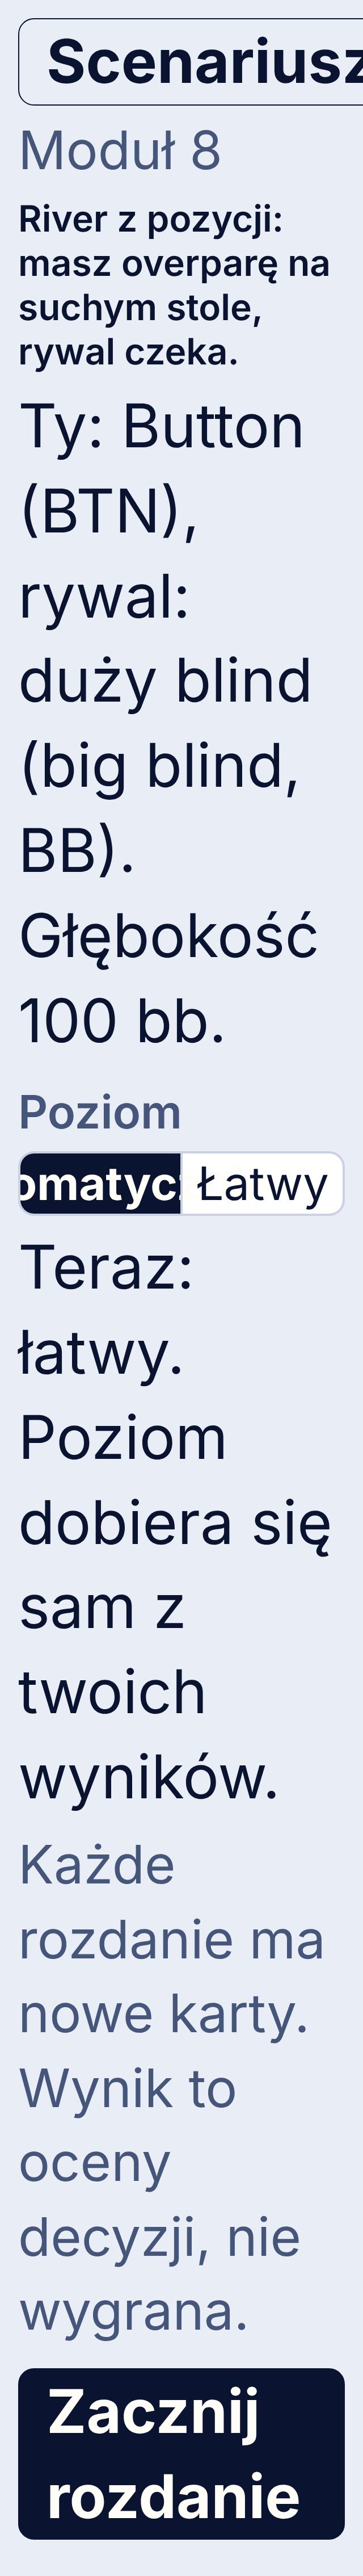 Scenariusz
Moduł 8
River z pozycji:
masz overparę na
suchym stole,
rywal czeka.
Ty: Button
(BTN),
rywal:
duży blind
(big blind,
BB).
Głębokość
100 bb.
Poziom
omatycz Łatwy
Teraz:
łatwy.
Poziom
dobiera się
sam z
twoich
wyników.
Każde
rozdanie ma
nowe karty.
Wynik to
oceny
decyzji, nie
wygrana.
Zacznij
rozdanie